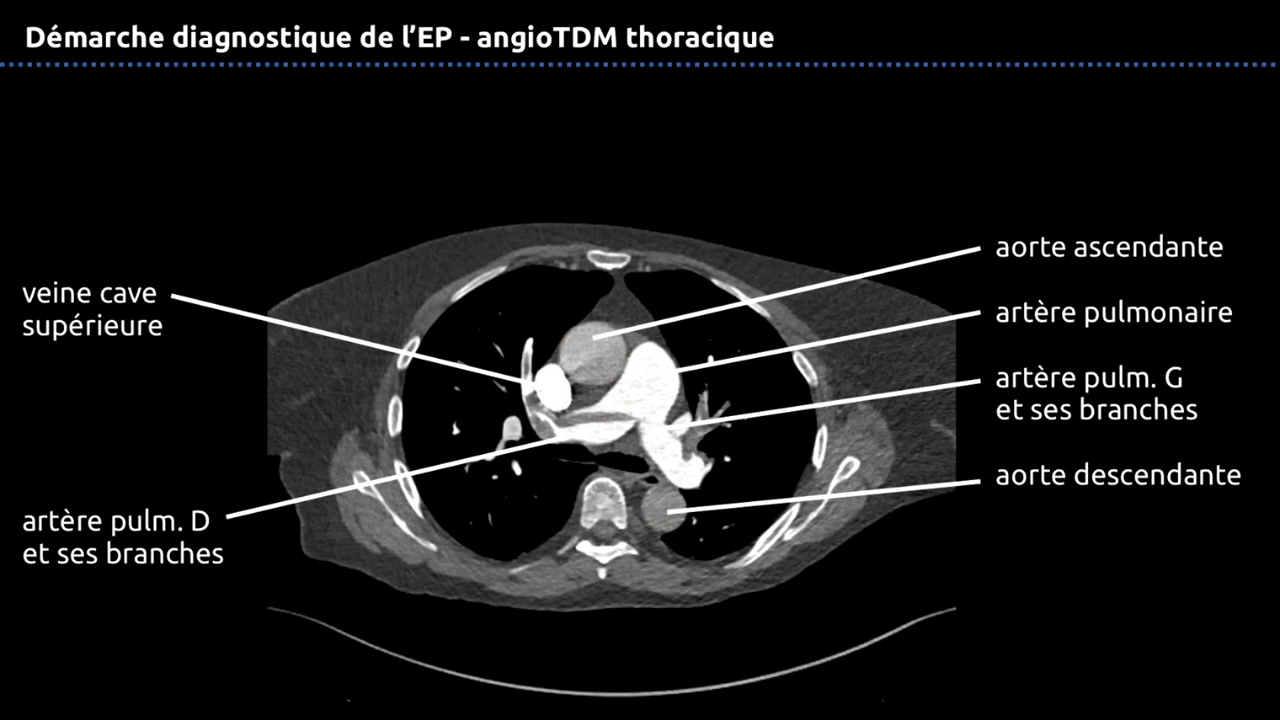 Démarche diagnostique de l’EP - angioTDM thoracique
veine cave
supérieure
artère pulm. D
et ses branches
aorte ascendante
artère pulmonaire
artère pulm. G
et ses branches
aorte descendante